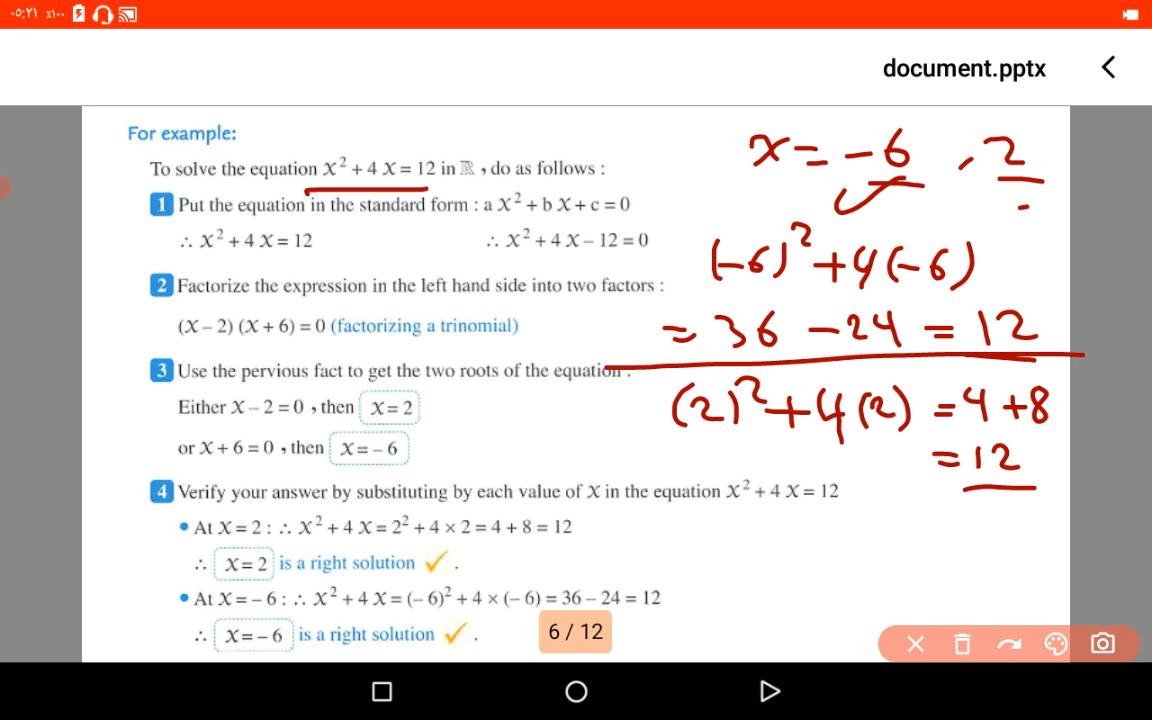 ٠٥:٢١ ٪١٠٠
document.pptx
For example:
To solve the equation X² + 4 X = 12 in ℝ , do as follows :
1 Put the equation in the standard form : a X² + b X + c = 0
∴ X² + 4 X = 12 ∴ X² + 4 X – 12 = 0
2 Factorize the expression in the left hand side into two factors :
(X – 2) (X + 6) = 0 (factorizing a trinomial)
3 Use the pervious fact to get the two roots of the equation :
Either X – 2 = 0 , then X = 2
or X + 6 = 0 , then X = – 6
4 Verify your answer by substituting by each value of X in the equation X² + 4 X = 12
• At X = 2 : ∴ X² + 4 X = 2² + 4 × 2 = 4 + 8 = 12
∴ X = 2 is a right solution ✓ .
• At X = – 6 : ∴ X² + 4 X = (– 6)² + 4 × (– 6) = 36 – 24 = 12
∴ X = – 6 is a right solution ✓ .
x = -6 , 2
(-6)² + 4(-6)
= 36 - 24 = 12
(2)² + 4(2) = 4 + 8
= 12
6 / 12